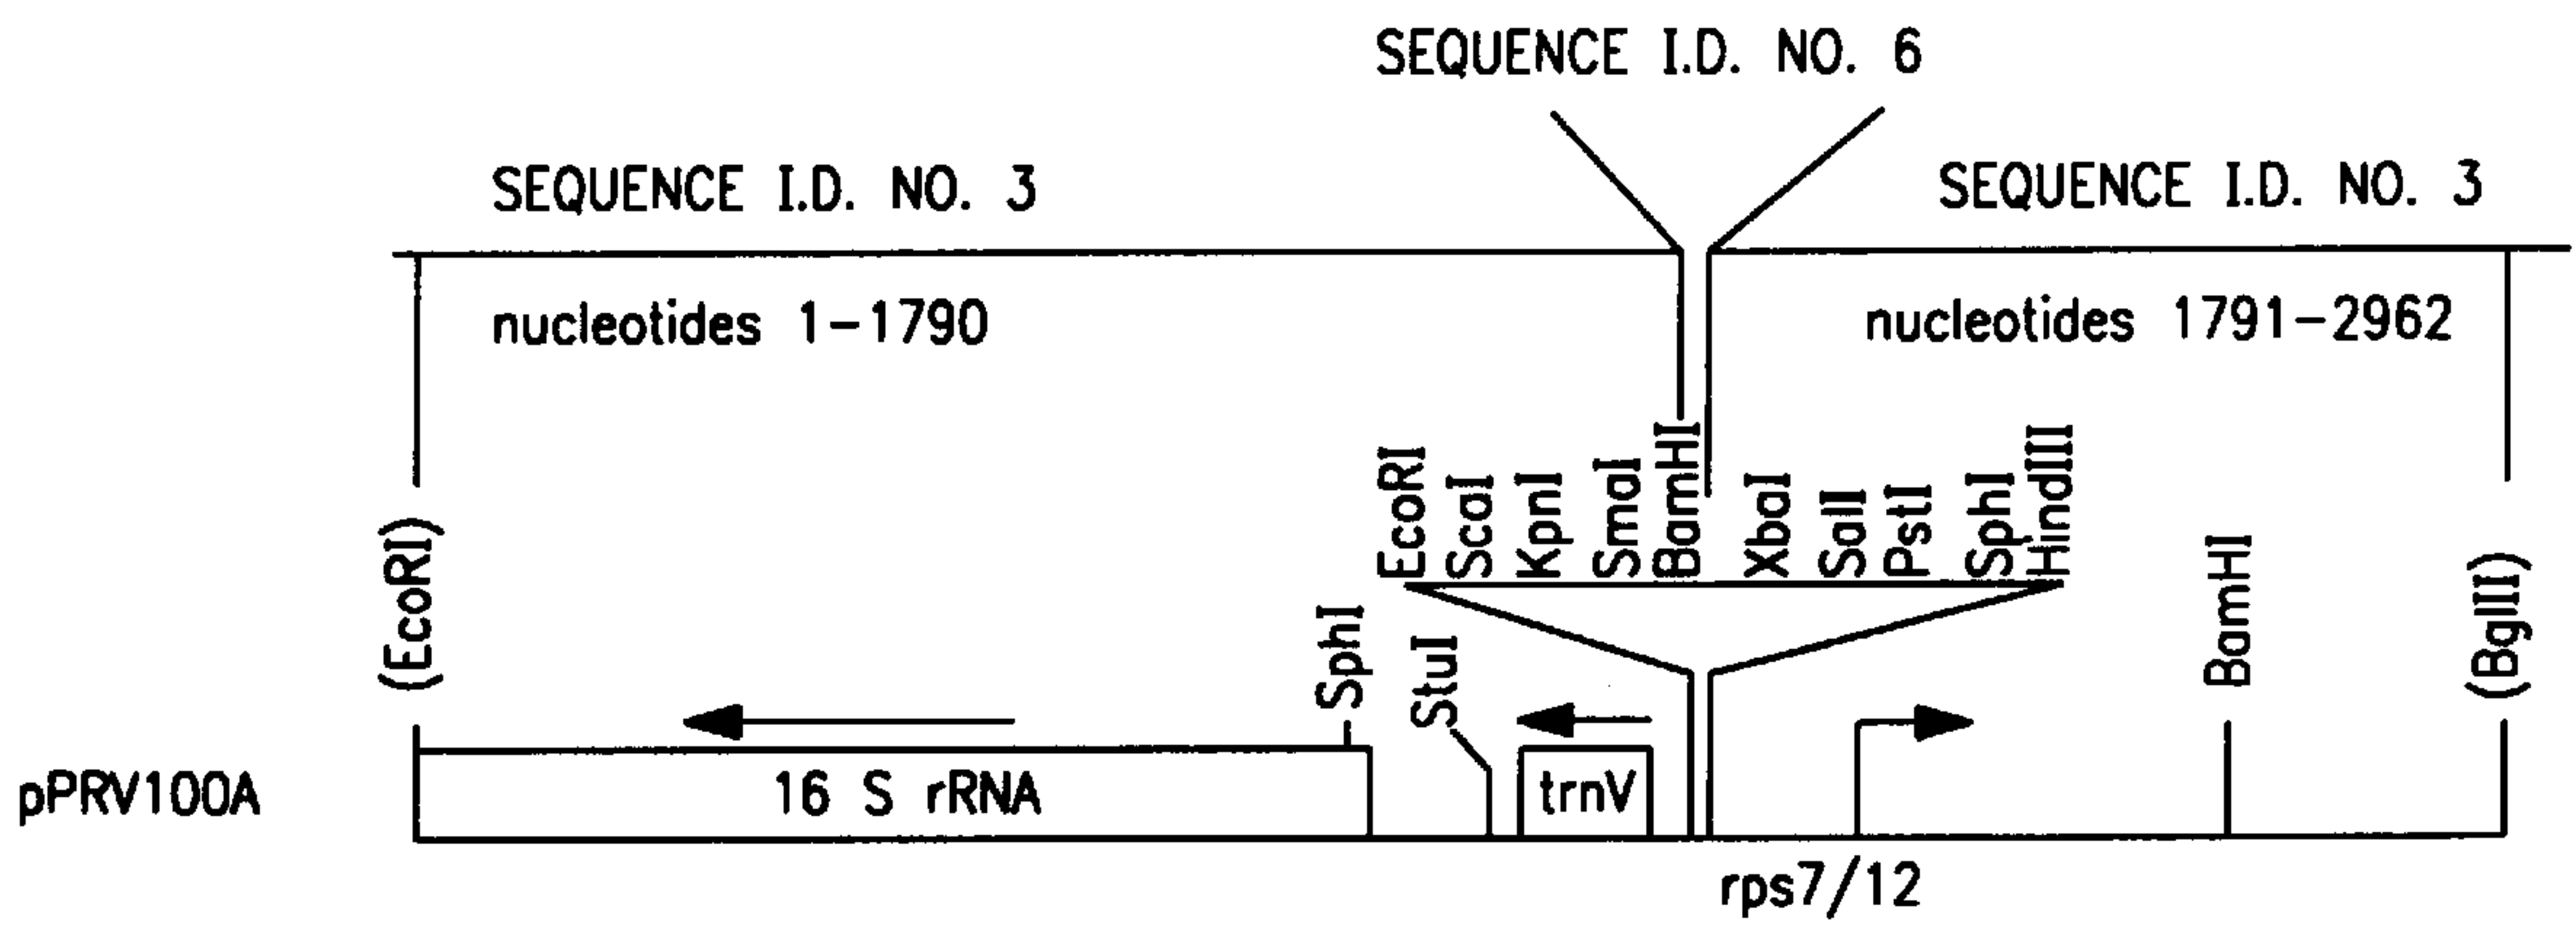 SEQUENCE I.D. NO. 6
SEQUENCE I.D. NO. 3
SEQUENCE I.D. NO. 3
nucleotides 1-1790
nucleotides 1791-2962
(EcoRI)
EcoRI
ScaI
KpnI
SmaI
BamHI
XbaI
SalI
PstI
SphI
HindIII
SphI
StuI
BamHI
(BglII)
pPRV100A
16 S rRNA
trnV
rps7/12